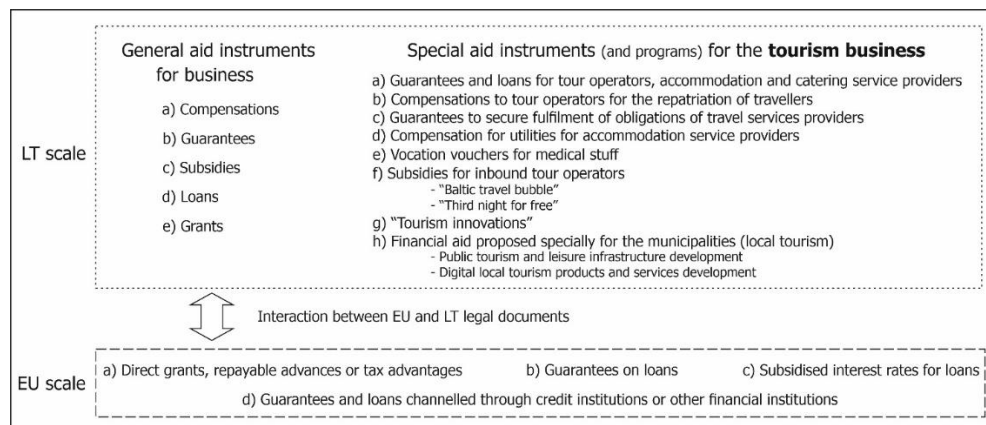 LT scale
General aid instruments
for business
a) Compensations
b) Guarantees
c) Subsidies
d) Loans
e) Grants
Special aid instruments (and programs) for the tourism business
a) Guarantees and loans for tour operators, accommodation and catering service providers
b) Compensations to tour operators for the repatriation of travellers
c) Guarantees to secure fulfilment of obligations of travel services providers
d) Compensation for utilities for accommodation service providers
e) Vocation vouchers for medical stuff
f) Subsidies for inbound tour operators
- "Baltic travel bubble"
- "Third night for free"
g) "Tourism innovations"
h) Financial aid proposed specially for the municipalities (local tourism)
- Public tourism and leisure infrastructure development
- Digital local tourism products and services development
Interaction between EU and LT legal documents
EU scale
a) Direct grants, repayable advances or tax advantages
b) Guarantees on loans
c) Subsidised interest rates for loans
d) Guarantees and loans channelled through credit institutions or other financial institutions